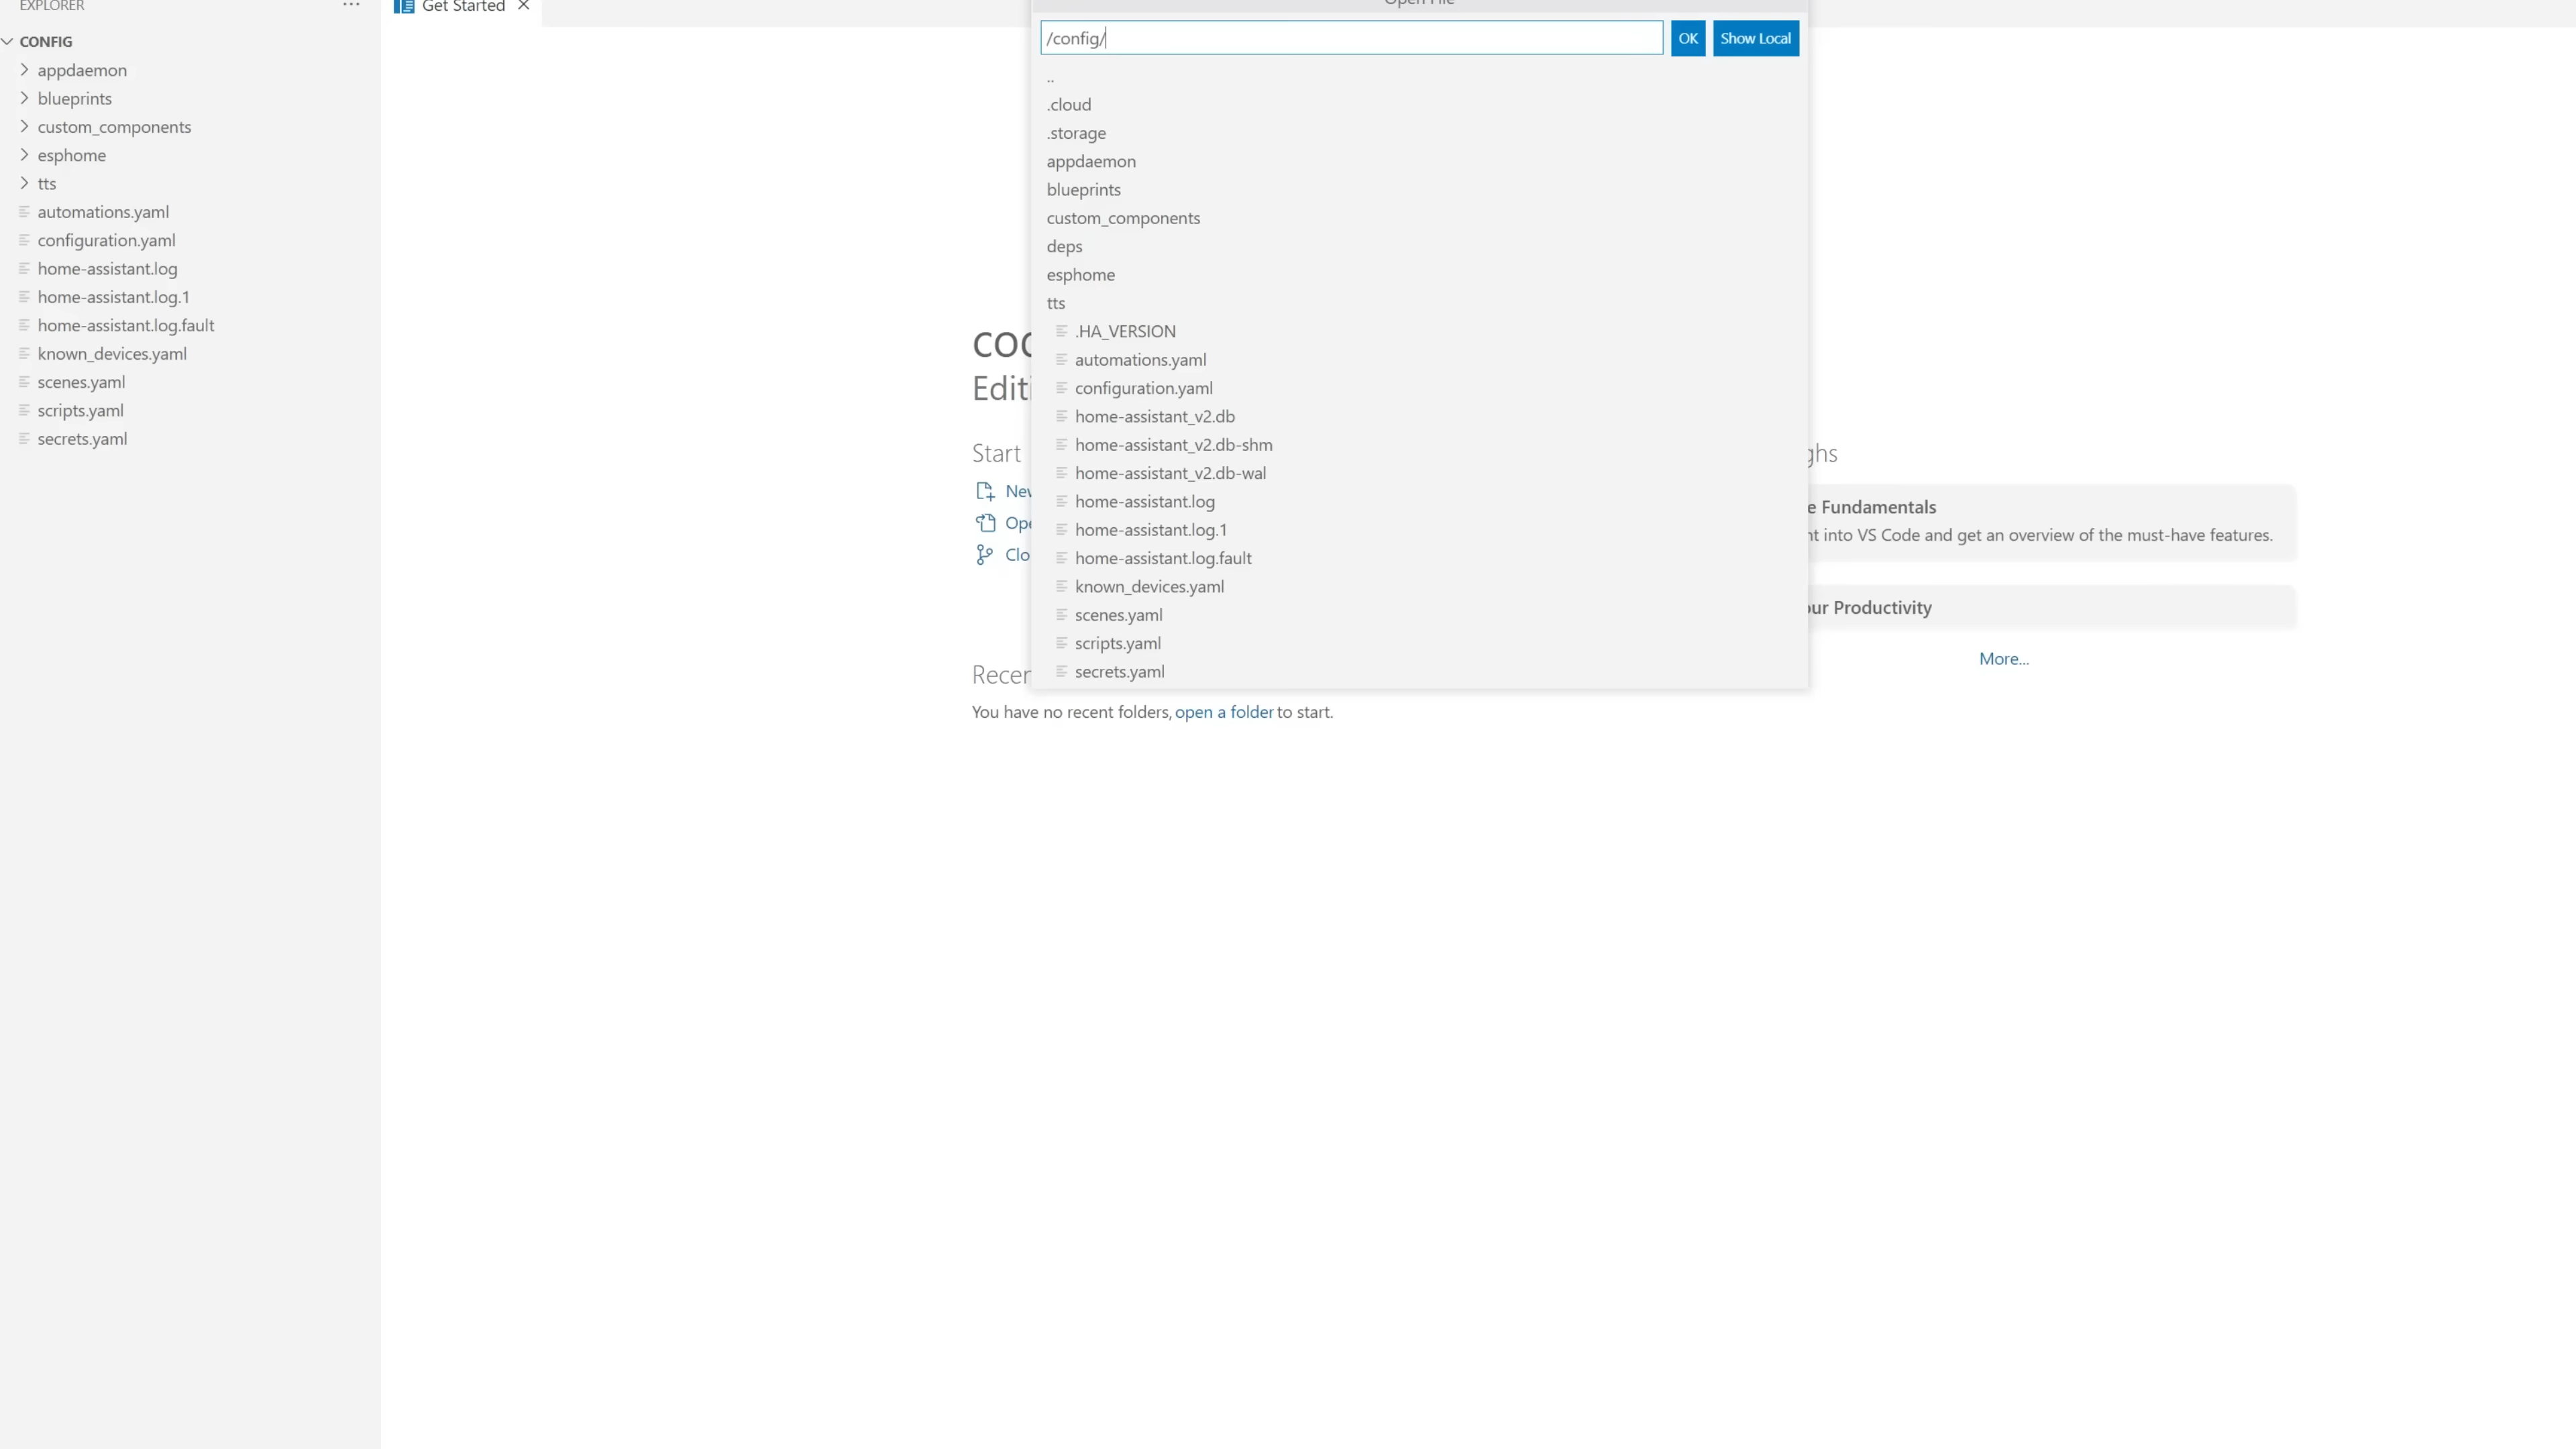 EXPLORER
...
CONFIG
appdaemon
blueprints
custom_components
esphome
tts
automations.yaml
configuration.yaml
home-assistant.log
home-assistant.log.1
home-assistant.log.fault
known_devices.yaml
scenes.yaml
scripts.yaml
secrets.yaml
Get Started
Open File
/config/
OK
Show Local
..
.cloud
.storage
appdaemon
blueprints
custom_components
deps
esphome
tts
.HA_VERSION
automations.yaml
configuration.yaml
home-assistant_v2.db
home-assistant_v2.db-shm
home-assistant_v2.db-wal
home-assistant.log
home-assistant.log.1
home-assistant.log.fault
known_devices.yaml
scenes.yaml
scripts.yaml
secrets.yaml
Start
Fundamentals
into VS Code and get an overview of the must-have features.
Productivity
More...
You have no recent folders, open a folder to start.